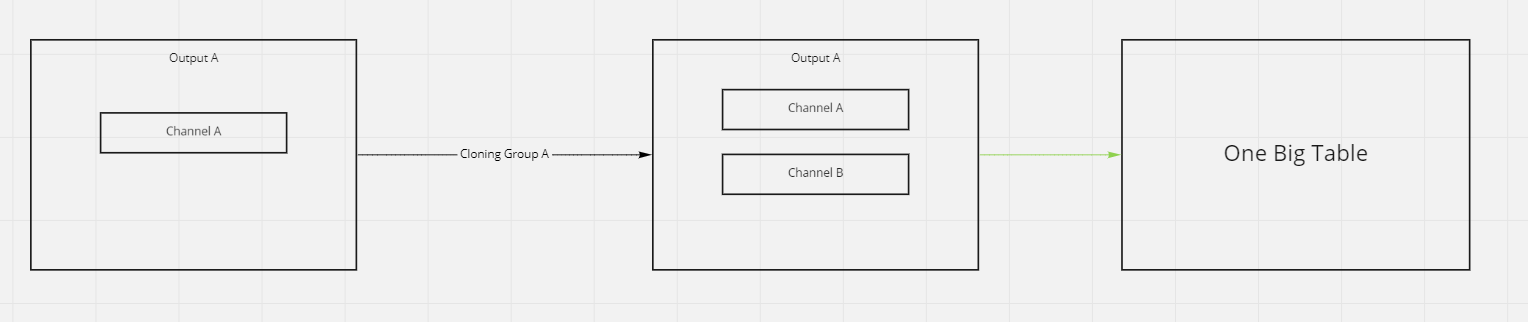 Output A
Channel A
Cloning Group A
Output A
Channel A
Channel B
One Big Table